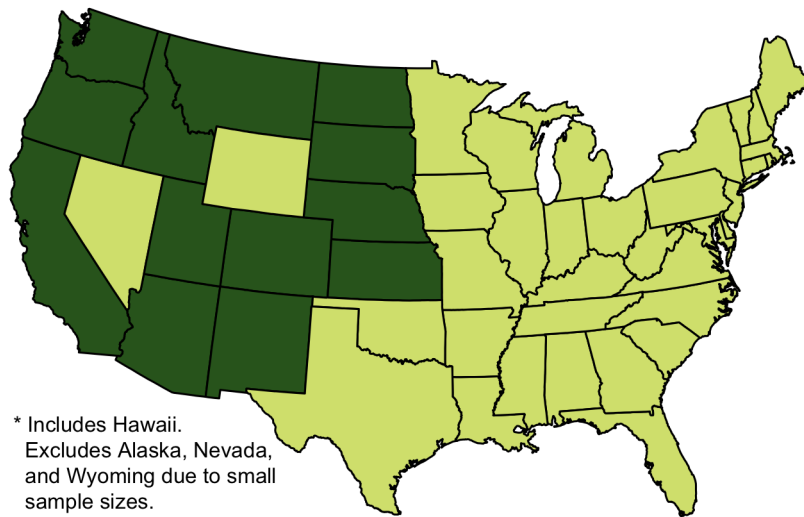 * Includes Hawaii.
Excludes Alaska, Nevada,
and Wyoming due to small
sample sizes.